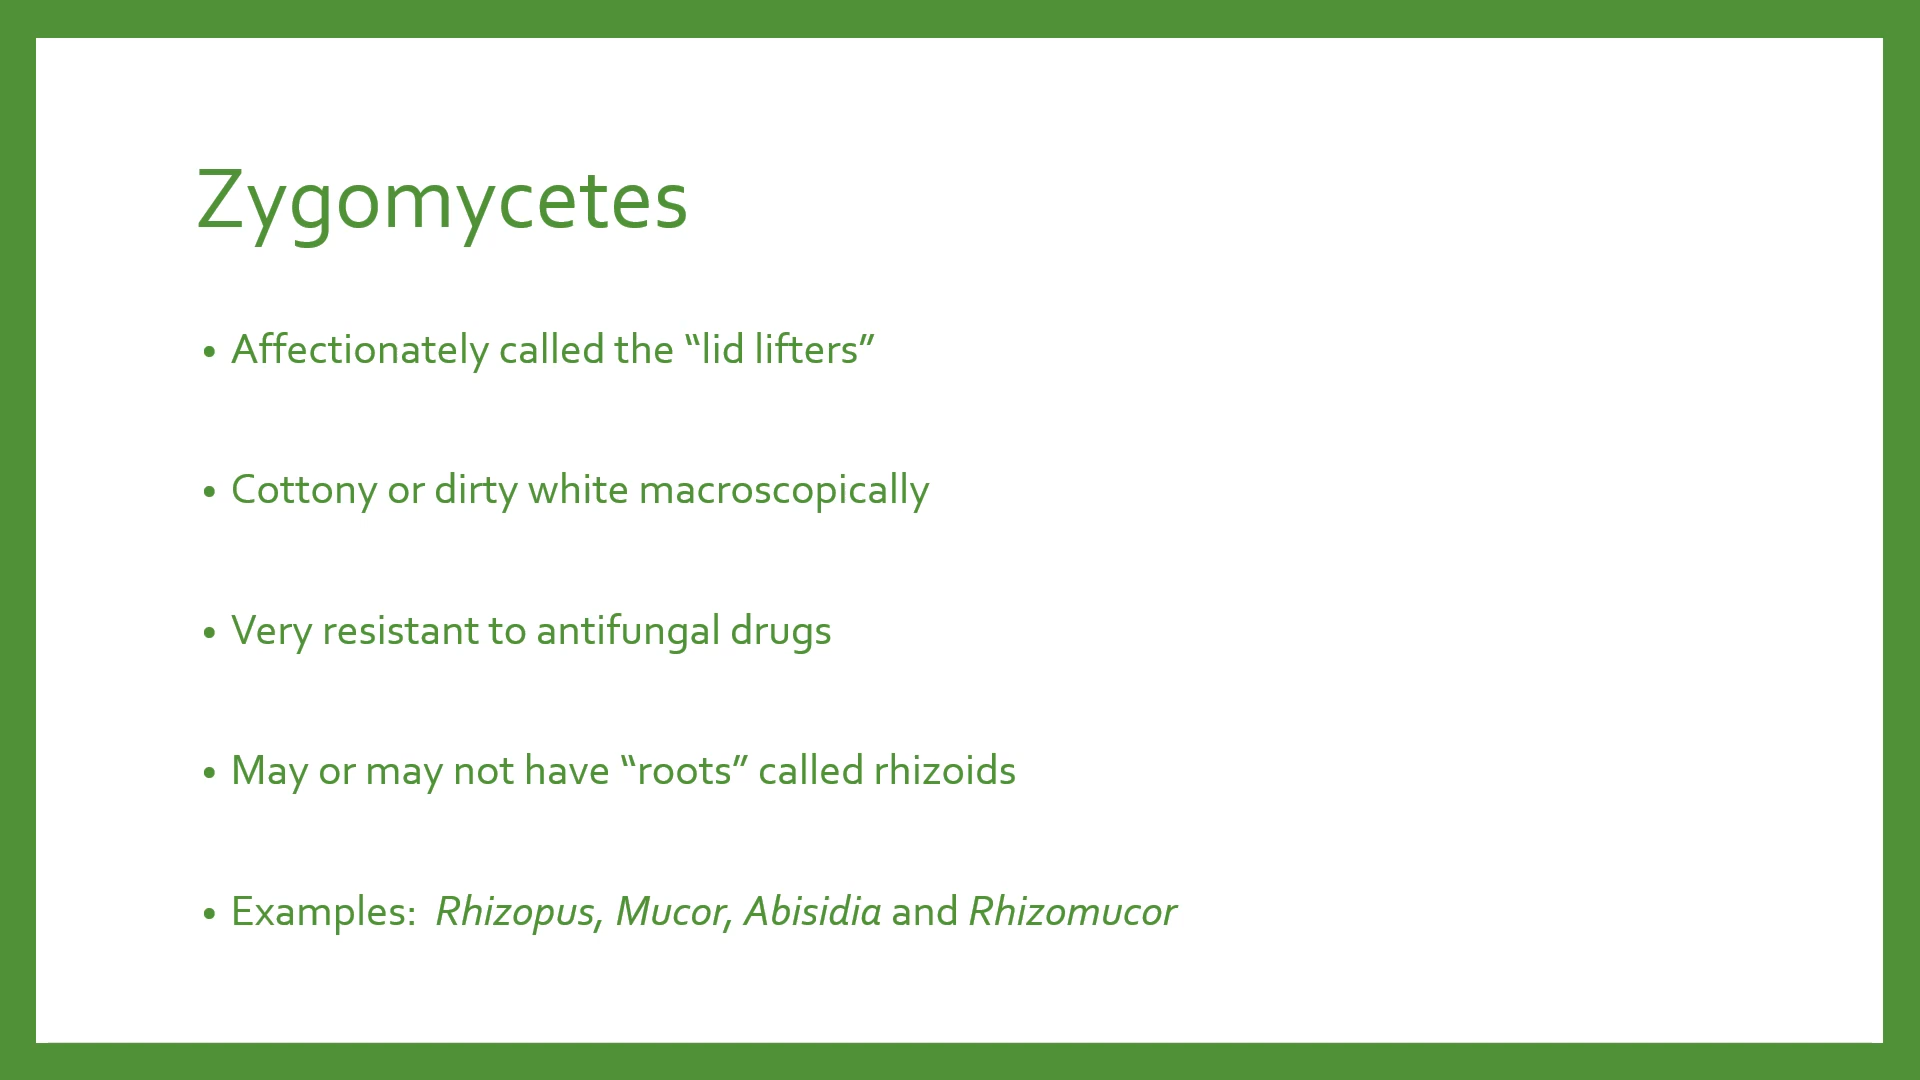 Zygomycetes
• Affectionately called the “lid lifters”
• Cottony or dirty white macroscopically
• Very resistant to antifungal drugs
• May or may not have “roots” called rhizoids
• Examples:  Rhizopus, Mucor, Abisidia and Rhizomucor